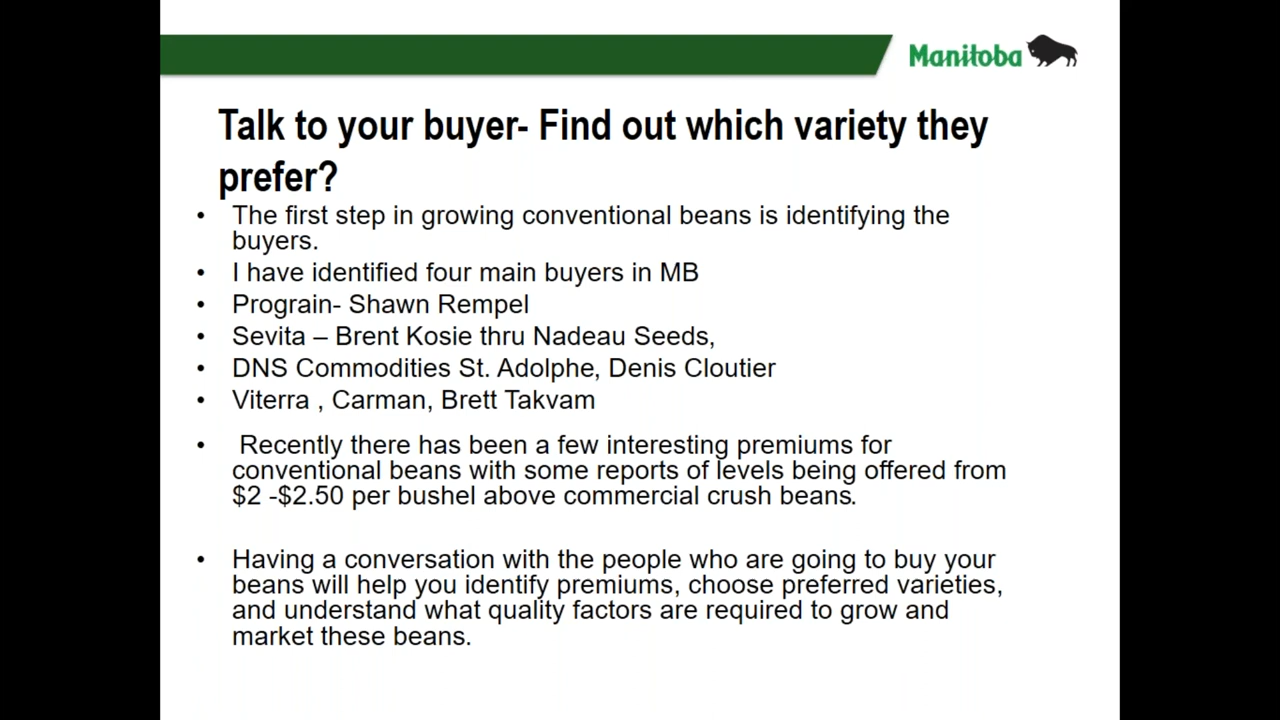 Manitoba
Talk to your buyer- Find out which variety they
prefer?
• The first step in growing conventional beans is identifying the
buyers.
• I have identified four main buyers in MB
• Prograin- Shawn Rempel
• Sevita – Brent Kosie thru Nadeau Seeds,
• DNS Commodities St. Adolphe, Denis Cloutier
• Viterra , Carman, Brett Takvam
• Recently there has been a few interesting premiums for
conventional beans with some reports of levels being offered from
$2 -$2.50 per bushel above commercial crush beans.
• Having a conversation with the people who are going to buy your
beans will help you identify premiums, choose preferred varieties,
and understand what quality factors are required to grow and
market these beans.